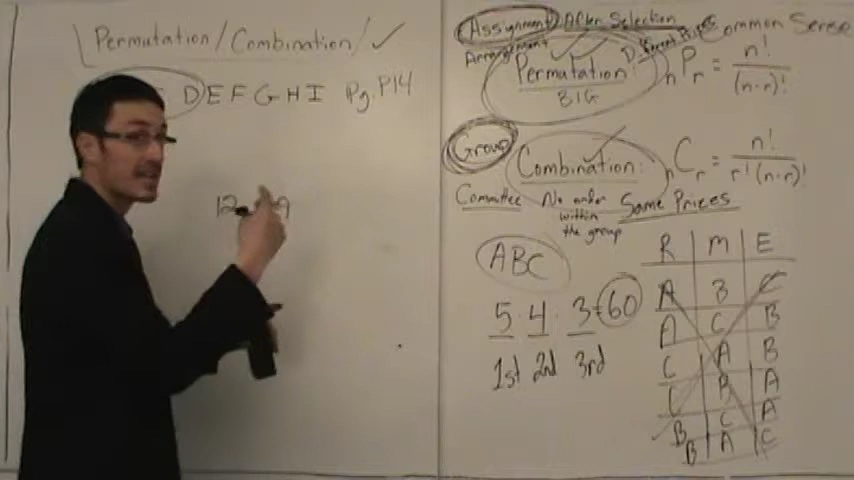 Permutation/Combination/✓
D E F G H I Pg. P14
12
Assignment After Selection
Arrangement Different Prizes Common Sense
Permutation:
BIG
nPr = n!/(n-r)!
Group
Combination:
nCr = n!/r!(n-r)!
Committee No order within the group Same Prizes
ABC
5 · 4 · 3 = 60
1st 2nd 3rd
R M E
A B C
A C B
C A B
C B A
B C A
B A C